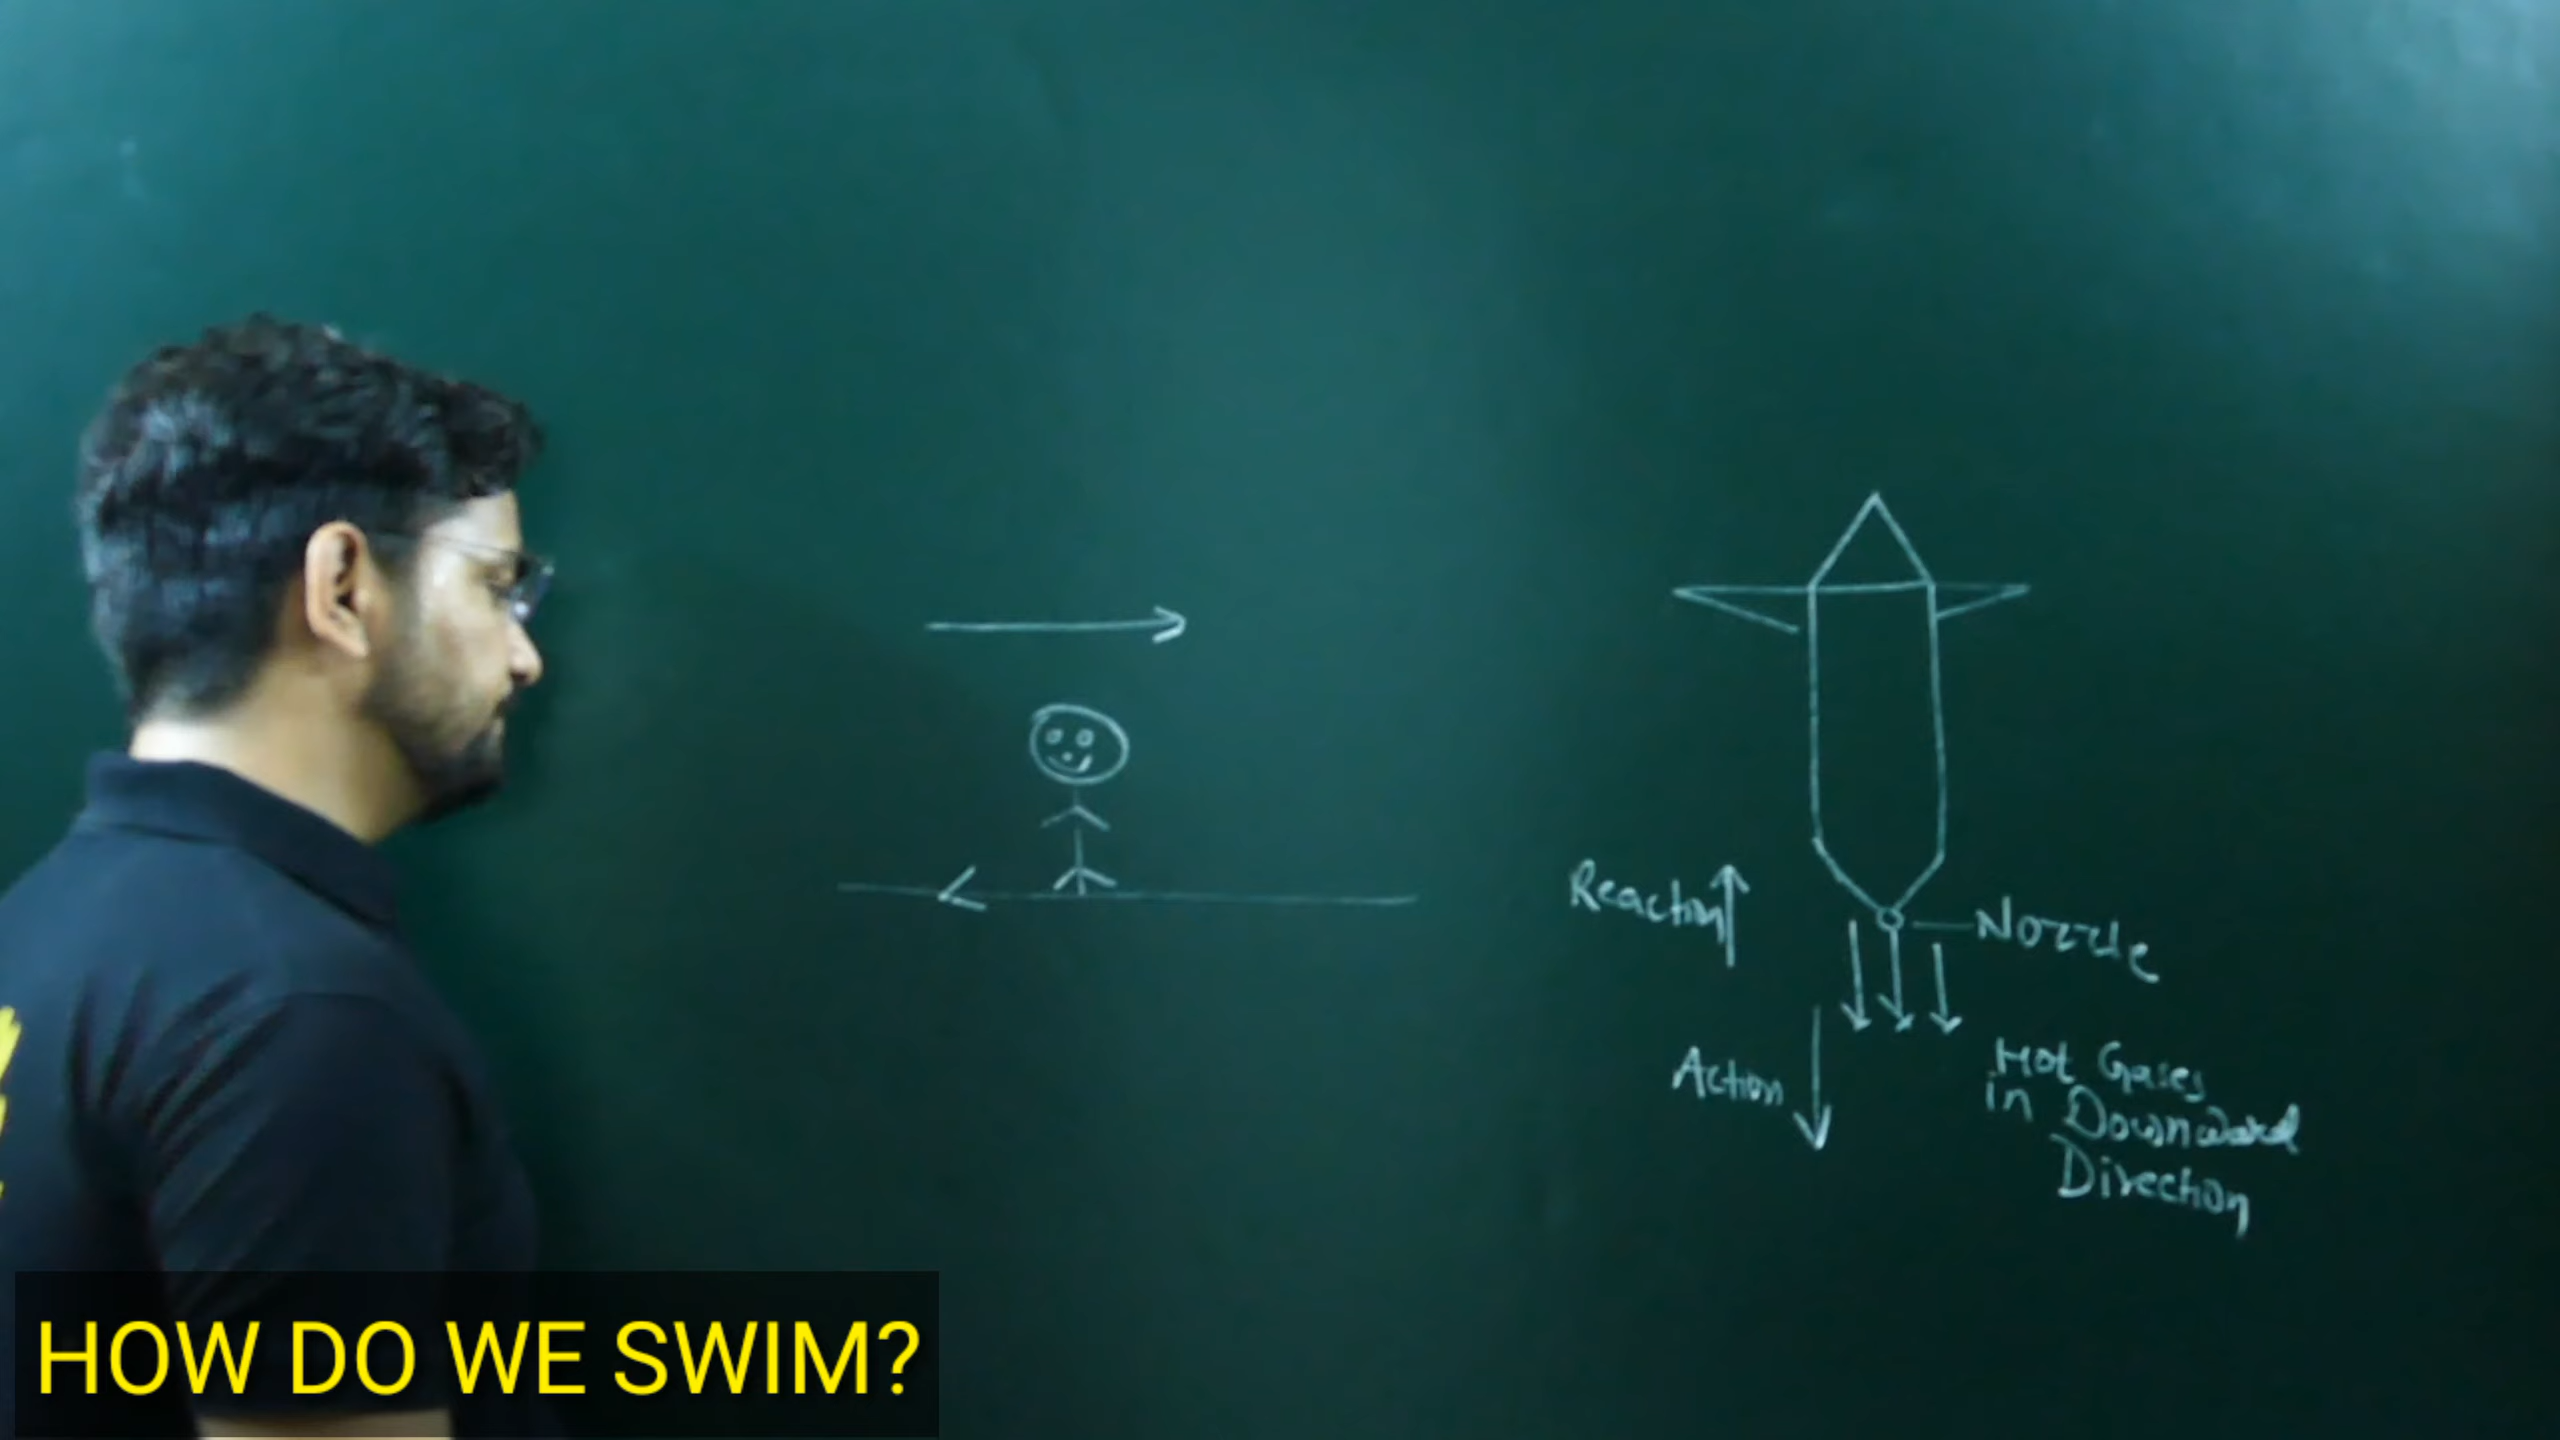 Reaction
Nozzle
Action
Hot Gases
in Downward
Direction
HOW DO WE SWIM?